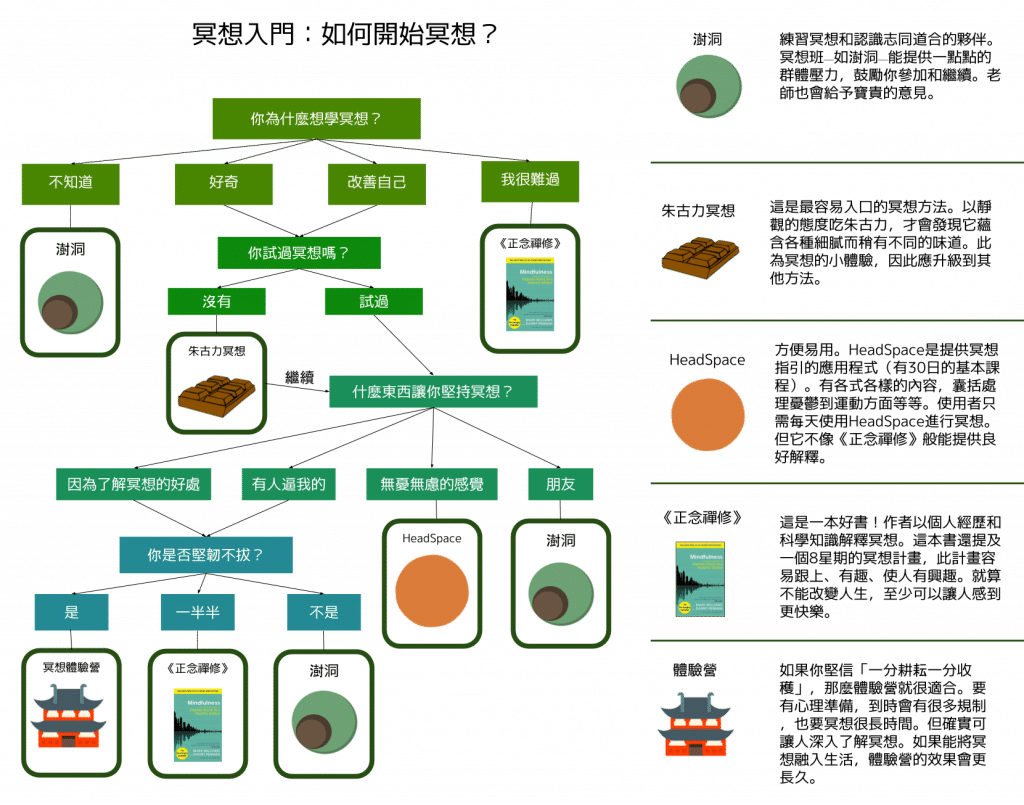 冥想入門：如何開始冥想？
你為什麼想學冥想？
不知道
好奇
改善自己
我很難過
澍洞
《正念禪修》
Mindfulness
你試過冥想嗎？
沒有
試過
朱古力冥想
繼續
什麼東西讓你堅持冥想？
因為了解冥想的好處
有人逼我的
無憂無慮的感覺
朋友
HeadSpace
澍洞
你是否堅韌不拔？
是
一半半
不是
冥想體驗營
《正念禪修》
Mindfulness
澍洞
澍洞
練習冥想和認識志同道合的夥伴。
冥想班—如澍洞—能提供一點點的
群體壓力，鼓勵你參加和繼續。老
師也會給予寶貴的意見。
朱古力冥想
這是最容易入口的冥想方法。以靜
觀的態度吃朱古力，才會發現它蘊
含各種細膩而稍有不同的味道。此
為冥想的小體驗，因此應升級到其
他方法。
HeadSpace
方便易用。HeadSpace是提供冥想
指引的應用程式（有30日的基本課
程）。有各式各樣的內容，囊括處
理憂鬱到運動方面等等。使用者只
需每天使用HeadSpace進行冥想。
但它不像《正念禪修》般能提供良
好解釋。
《正念禪修》
Mindfulness
這是一本好書！作者以個人經歷和
科學知識解釋冥想。這本書還提及
一個8星期的冥想計畫，此計畫容
易跟上、有趣、使人有興趣。就算
不能改變人生，至少可以讓人感到
更快樂。
體驗營
如果你堅信「一分耕耘一分收
穫」，那麼體驗營就很適合。要
有心理準備，到時會有很多規制
，也要冥想很長時間。但確實可
讓人深入了解冥想。如果能將冥
想融入生活，體驗營的效果會更
長久。